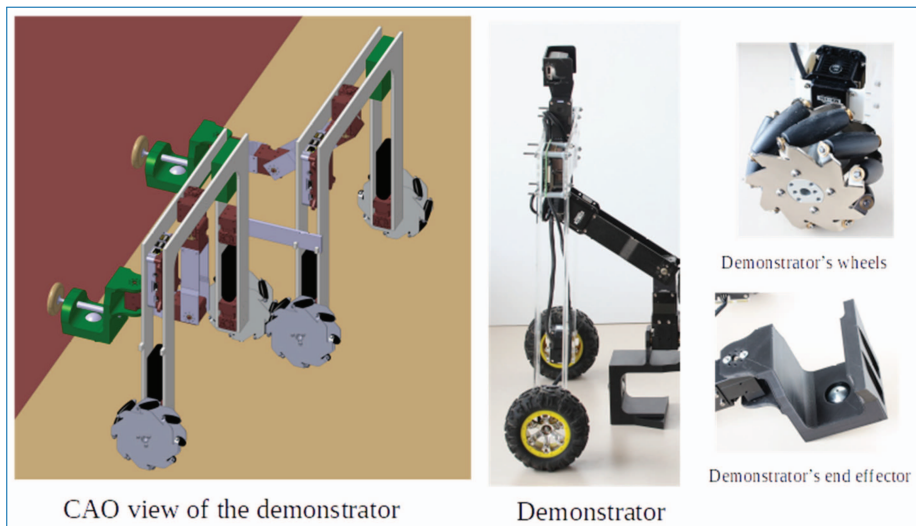 Demonstrator's wheels
Demonstrator's end effector
CAO view of the demonstrator
Demonstrator